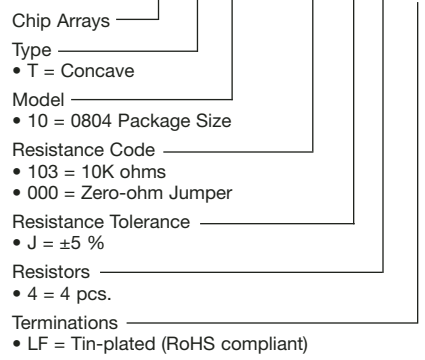 Chip Arrays
Type
• T = Concave
Model
• 10 = 0804 Package Size
Resistance Code
• 103 = 10K ohms
• 000 = Zero-ohm Jumper
Resistance Tolerance
• J = ±5 %
Resistors
• 4 = 4 pcs.
Terminations
• LF = Tin-plated (RoHS compliant)